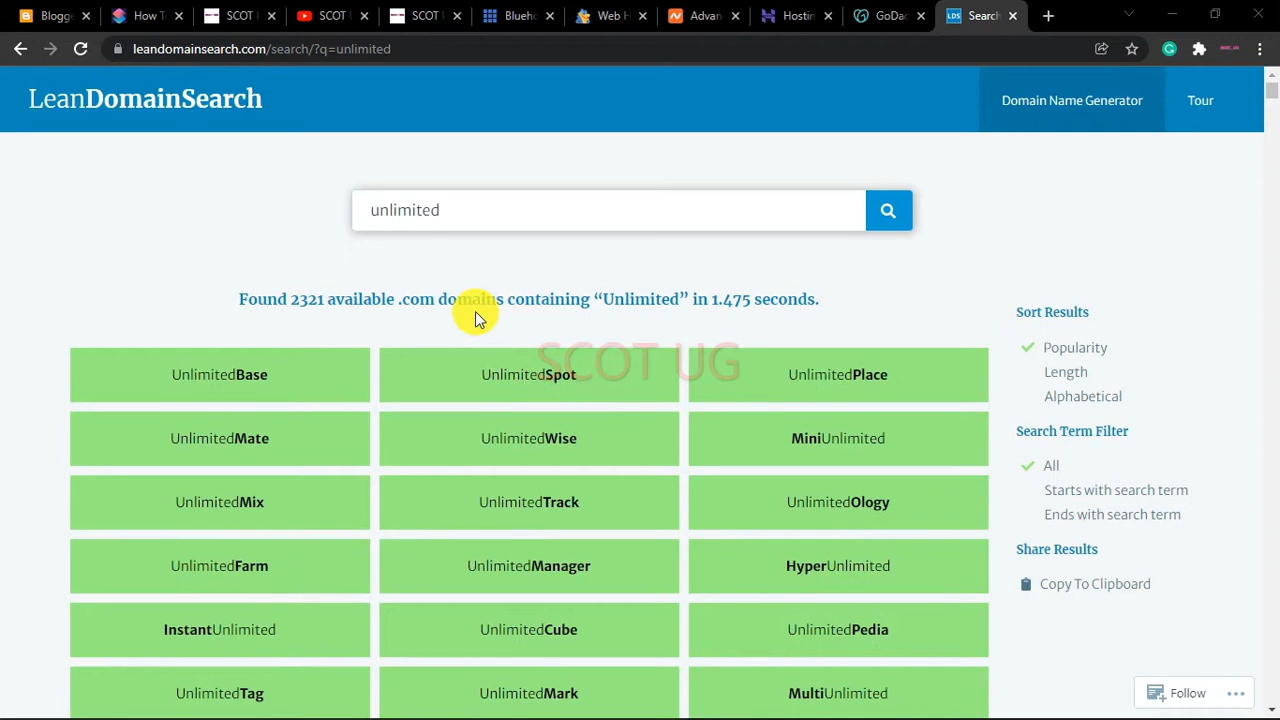 Blogge
How T
SCOT U
SCOT U
SCOT U
Blueho
Web H
Advan
Hostin
GoDad
Search
leandomainsearch.com/search/?q=unlimited
LeanDomainSearch
Domain Name Generator
Tour
unlimited
Found 2321 available .com domains containing “Unlimited” in 1.475 seconds.
SCOT UG
UnlimitedBase
UnlimitedSpot
UnlimitedPlace
UnlimitedMate
UnlimitedWise
MiniUnlimited
UnlimitedMix
UnlimitedTrack
UnlimitedOlogy
UnlimitedFarm
UnlimitedManager
HyperUnlimited
InstantUnlimited
UnlimitedCube
UnlimitedPedia
UnlimitedTag
UnlimitedMark
MultiUnlimited
Sort Results
Popularity
Length
Alphabetical
Search Term Filter
All
Starts with search term
Ends with search term
Share Results
Copy To Clipboard
Follow